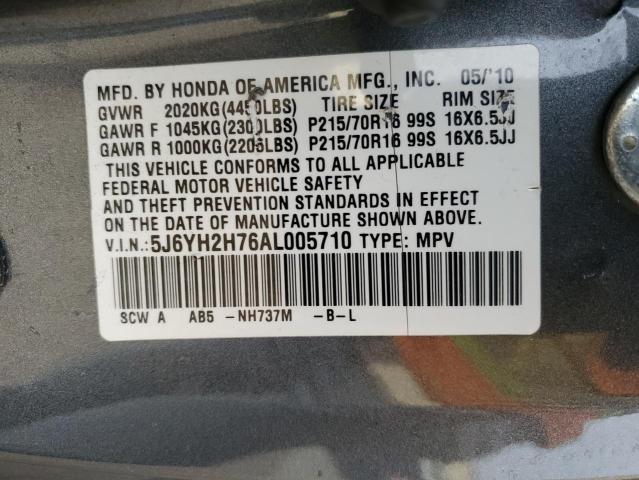 MFD. BY HONDA OF AMERICA MFG., INC. 05/'10
GVWR 2020KG(4450LBS) TIRE SIZE RIM SIZE
GAWR F 1045KG(2300LBS) P215/70R16 99S 16X6.5JJ
GAWR R 1000KG(2205LBS) P215/70R16 99S 16X6.5JJ
THIS VEHICLE CONFORMS TO ALL APPLICABLE
FEDERAL MOTOR VEHICLE SAFETY
AND THEFT PREVENTION STANDARDS IN EFFECT
ON THE DATE OF MANUFACTURE SHOWN ABOVE.
V.I.N.:5J6YH2H76AL005710 TYPE: MPV
SCW A AB5 -NH737M -B-L